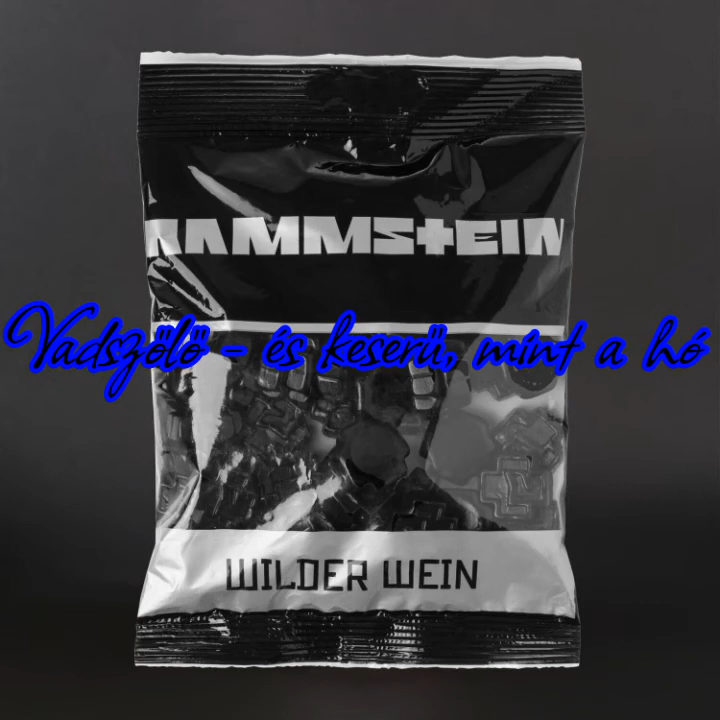 RAMMSTEIN
Vadszőlő - és keserű, mint a hó
WILDER WEIN